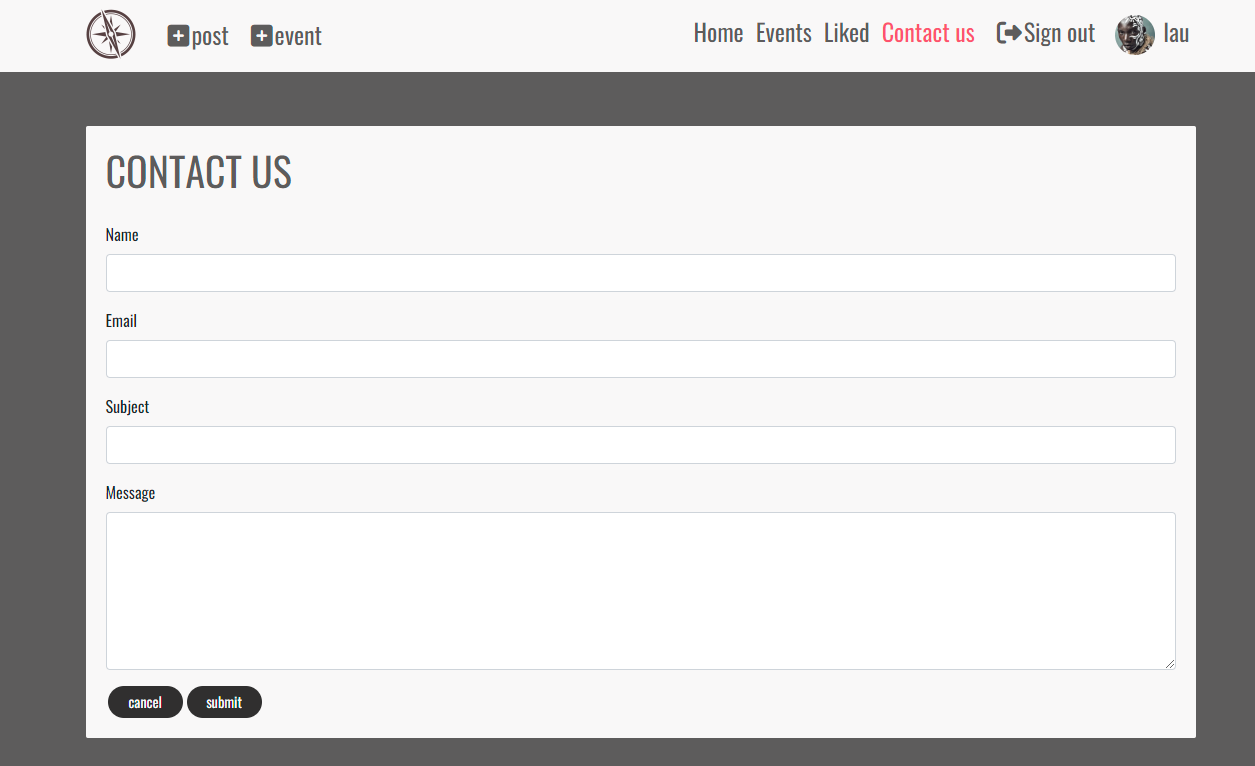 post event Home Events Liked Contact us Sign out lau
CONTACT US
Name
Email
Subject
Message
cancel submit